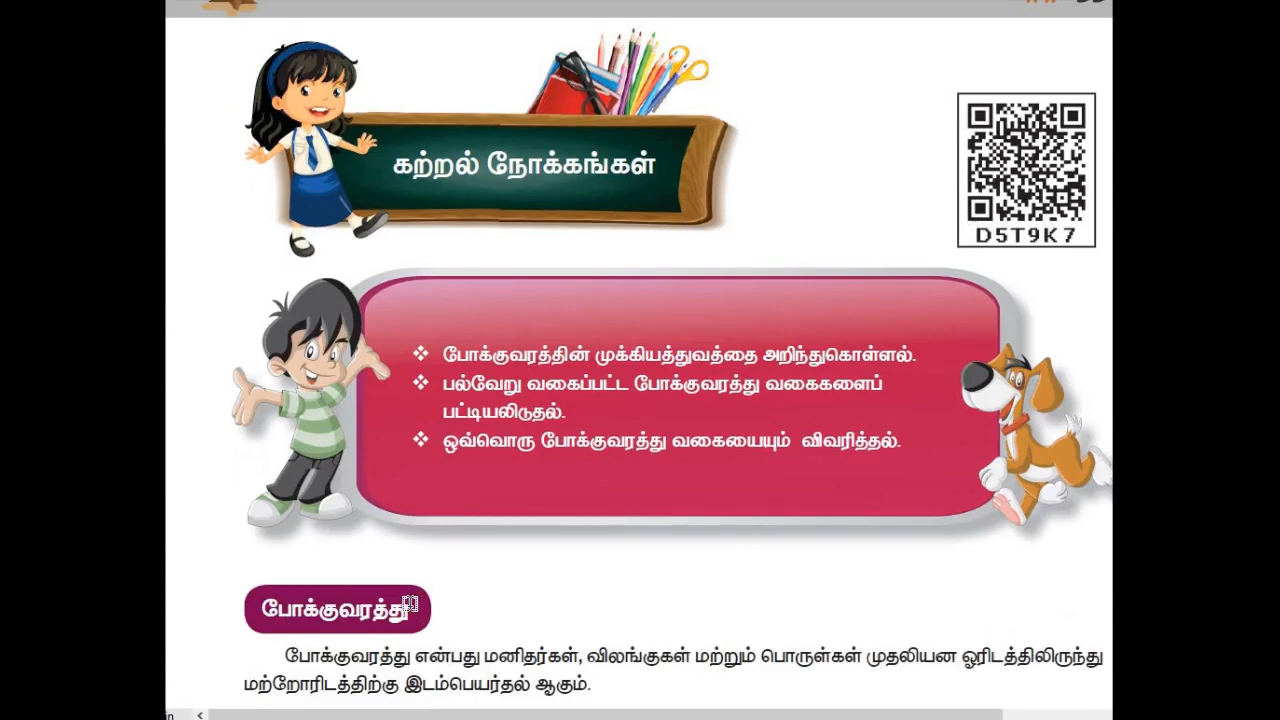 கற்றல் நோக்கங்கள்
D5T9K7
❖ போக்குவரத்தின் முக்கியத்துவத்தை அறிந்துகொள்ளல்.
❖ பல்வேறு வகைப்பட்ட போக்குவரத்து வகைகளைப்
பட்டியலிடுதல்.
❖ ஒவ்வொரு போக்குவரத்து வகையையும் விவரித்தல்.
போக்குவரத்து
போக்குவரத்து என்பது மனிதர்கள், விலங்குகள் மற்றும் பொருள்கள் முதலியன ஓரிடத்திலிருந்து
மற்றோரிடத்திற்கு இடம்பெயர்தல் ஆகும்.